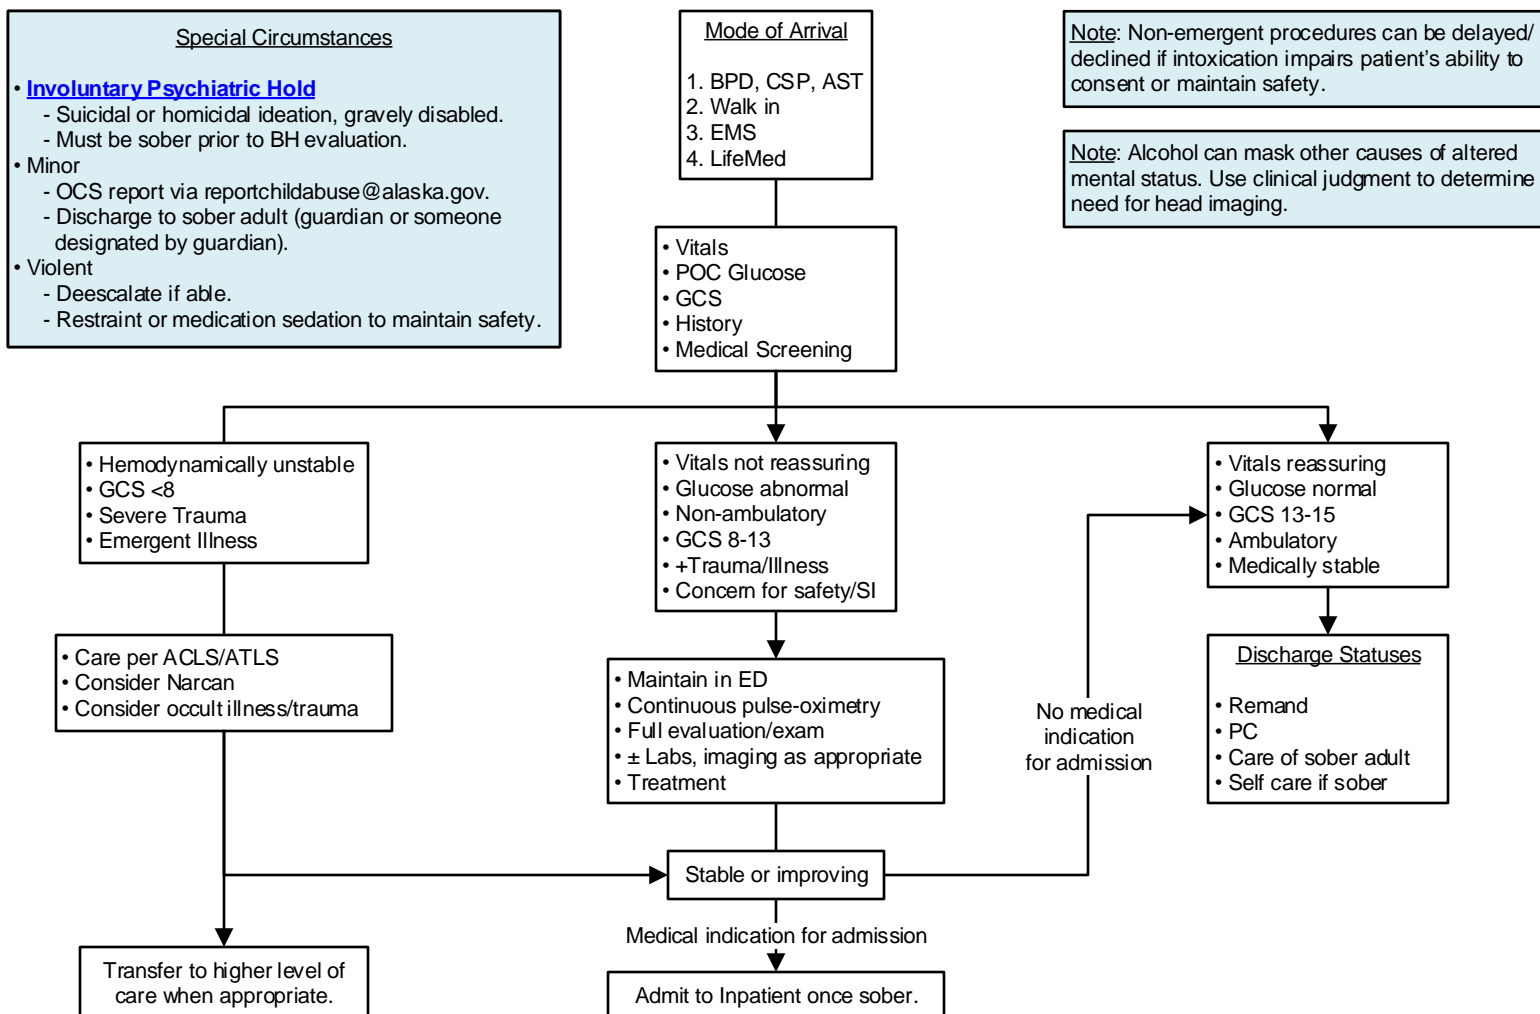 Special Circumstances
• Involuntary Psychiatric Hold
- Suicidal or homicidal ideation, gravely disabled.
- Must be sober prior to BH evaluation.
• Minor
- OCS report via reportchildabuse@alaska.gov.
- Discharge to sober adult (guardian or someone
designated by guardian).
• Violent
- Deescalate if able.
- Restraint or medication sedation to maintain safety.
Mode of Arrival
1. BPD, CSP, AST
2. Walk in
3. EMS
4. LifeMed
Note: Non-emergent procedures can be delayed/
declined if intoxication impairs patient's ability to
consent or maintain safety.
Note: Alcohol can mask other causes of altered
mental status. Use clinical judgment to determine
need for head imaging.
• Vitals
• POC Glucose
• GCS
• History
• Medical Screening
• Hemodynamically unstable
• GCS <8
• Severe Trauma
• Emergent Illness
• Vitals not reassuring
• Glucose abnormal
• Non-ambulatory
• GCS 8-13
• +Trauma/Illness
• Concern for safety/SI
• Vitals reassuring
• Glucose normal
• GCS 13-15
• Ambulatory
• Medically stable
• Care per ACLS/ATLS
• Consider Narcan
• Consider occult illness/trauma
• Maintain in ED
• Continuous pulse-oximetry
• Full evaluation/exam
• ± Labs, imaging as appropriate
• Treatment
No medical
indication
for admission
Discharge Statuses
• Remand
• PC
• Care of sober adult
• Self care if sober
Stable or improving
Medical indication for admission
Transfer to higher level of
care when appropriate.
Admit to Inpatient once sober.